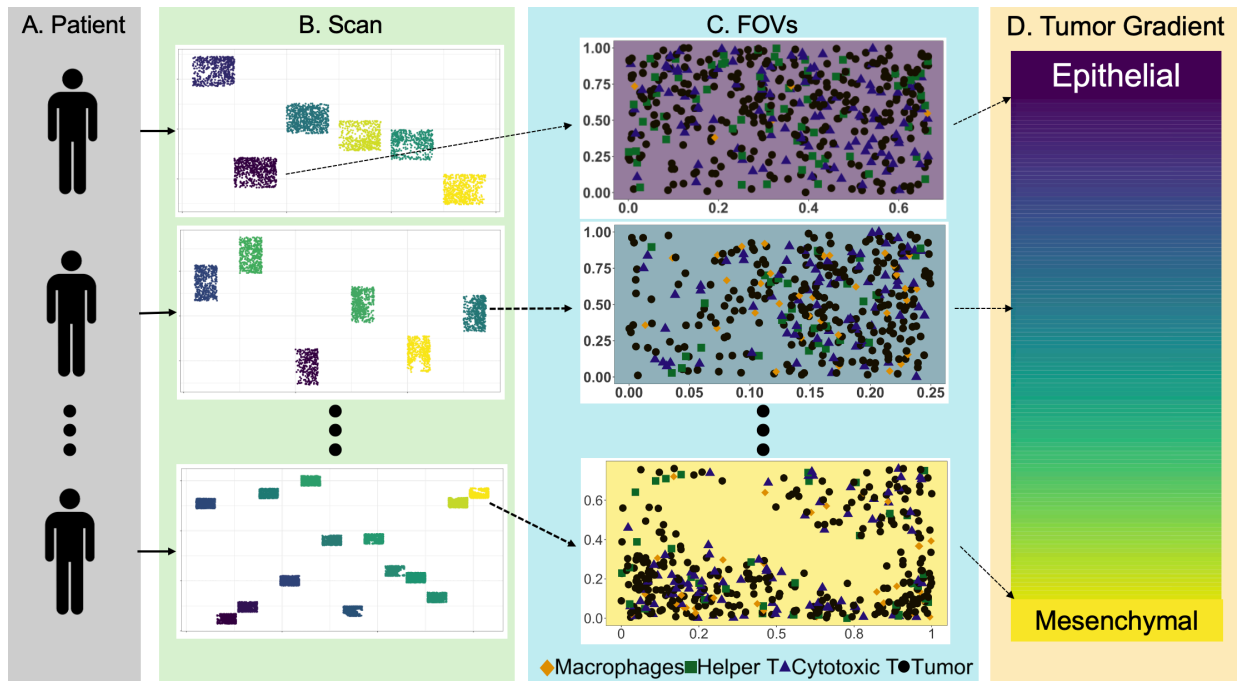 A. Patient
B. Scan
C. FOVs
D. Tumor Gradient
1.00
0.75
0.50
0.25
0.00
0.0 0.2 0.4 0.6
1.00
0.75
0.50
0.25
0.00
0.00 0.05 0.10 0.15 0.20 0.25
0.6
0.4
0.2
0.0
0 0.2 0.5 0.8 1
Macrophages Helper T Cytotoxic T Tumor
Epithelial
Mesenchymal